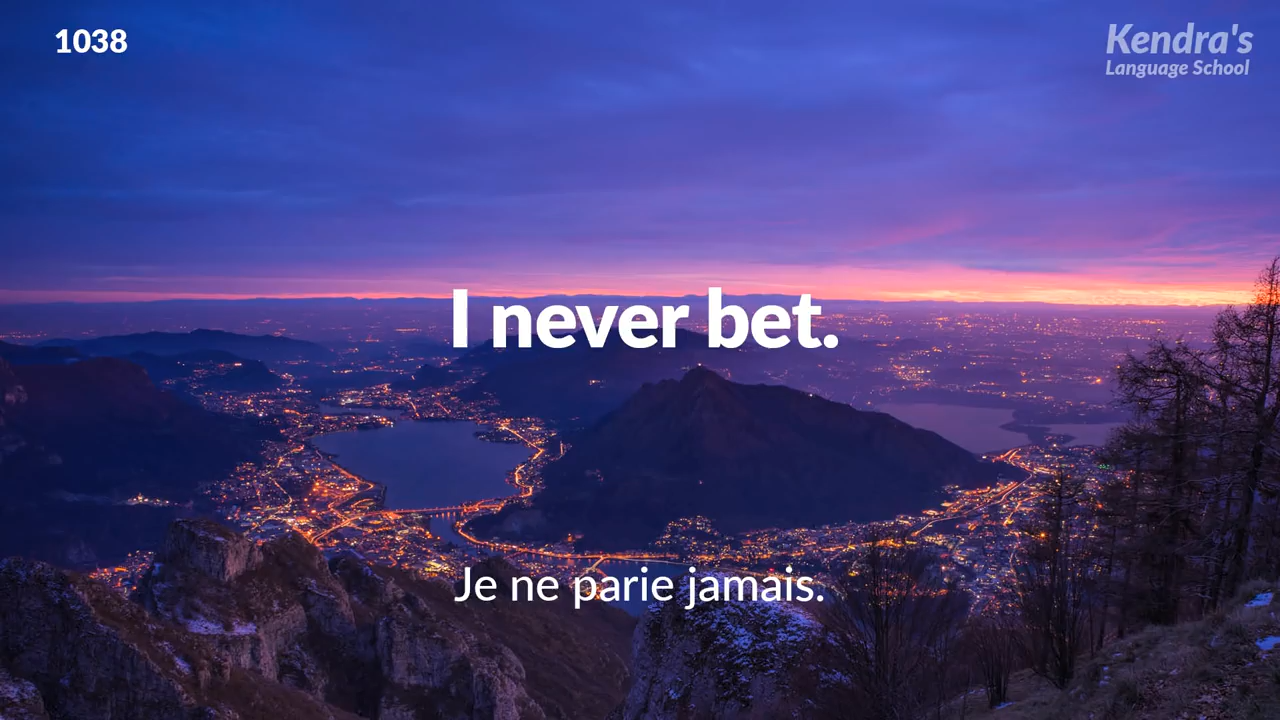 1038
Kendra's
Language School
I never bet.
Je ne parie jamais.